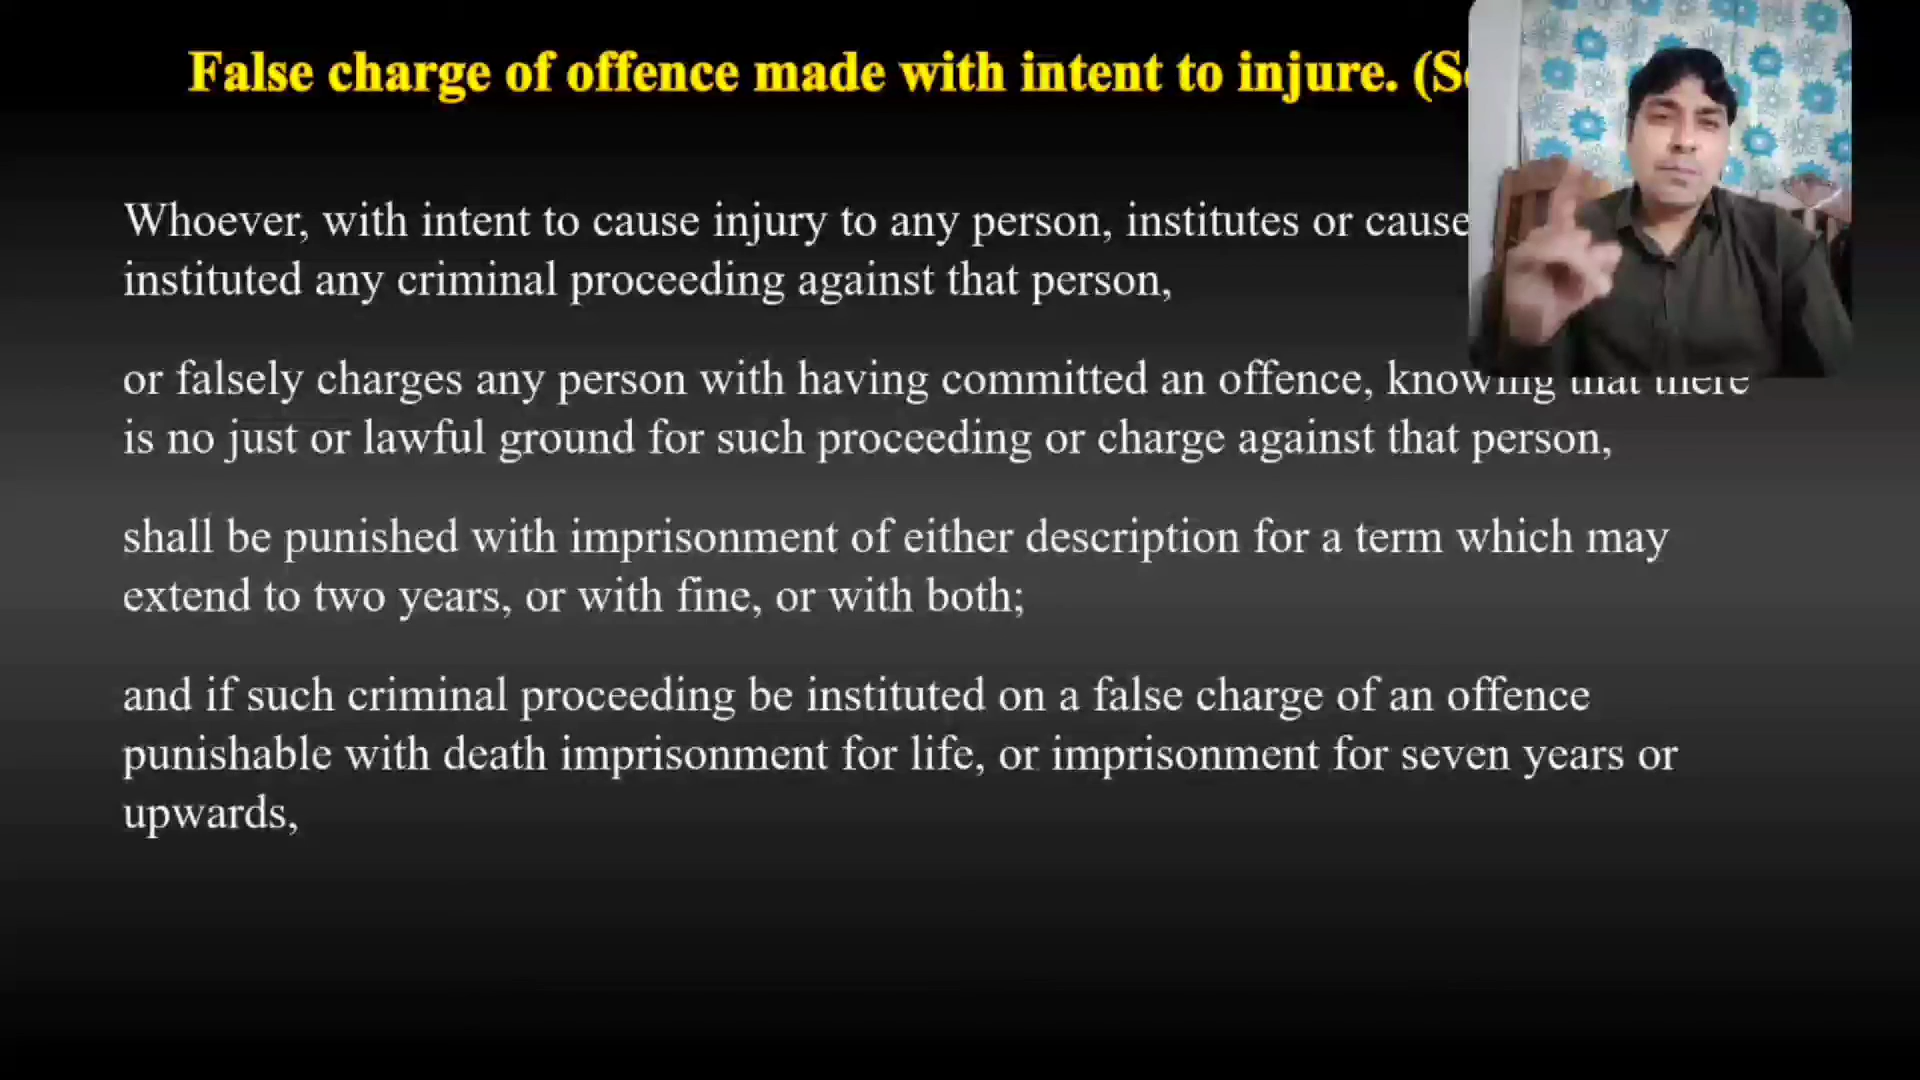 False charge of offence made with intent to injure.
Whoever, with intent to cause injury to any person, institutes or cause
instituted any criminal proceeding against that person,
or falsely charges any person with having committed an offence, knowing that there
is no just or lawful ground for such proceeding or charge against that person,
shall be punished with imprisonment of either description for a term which may
extend to two years, or with fine, or with both;
and if such criminal proceeding be instituted on a false charge of an offence
punishable with death imprisonment for life, or imprisonment for seven years or
upwards,